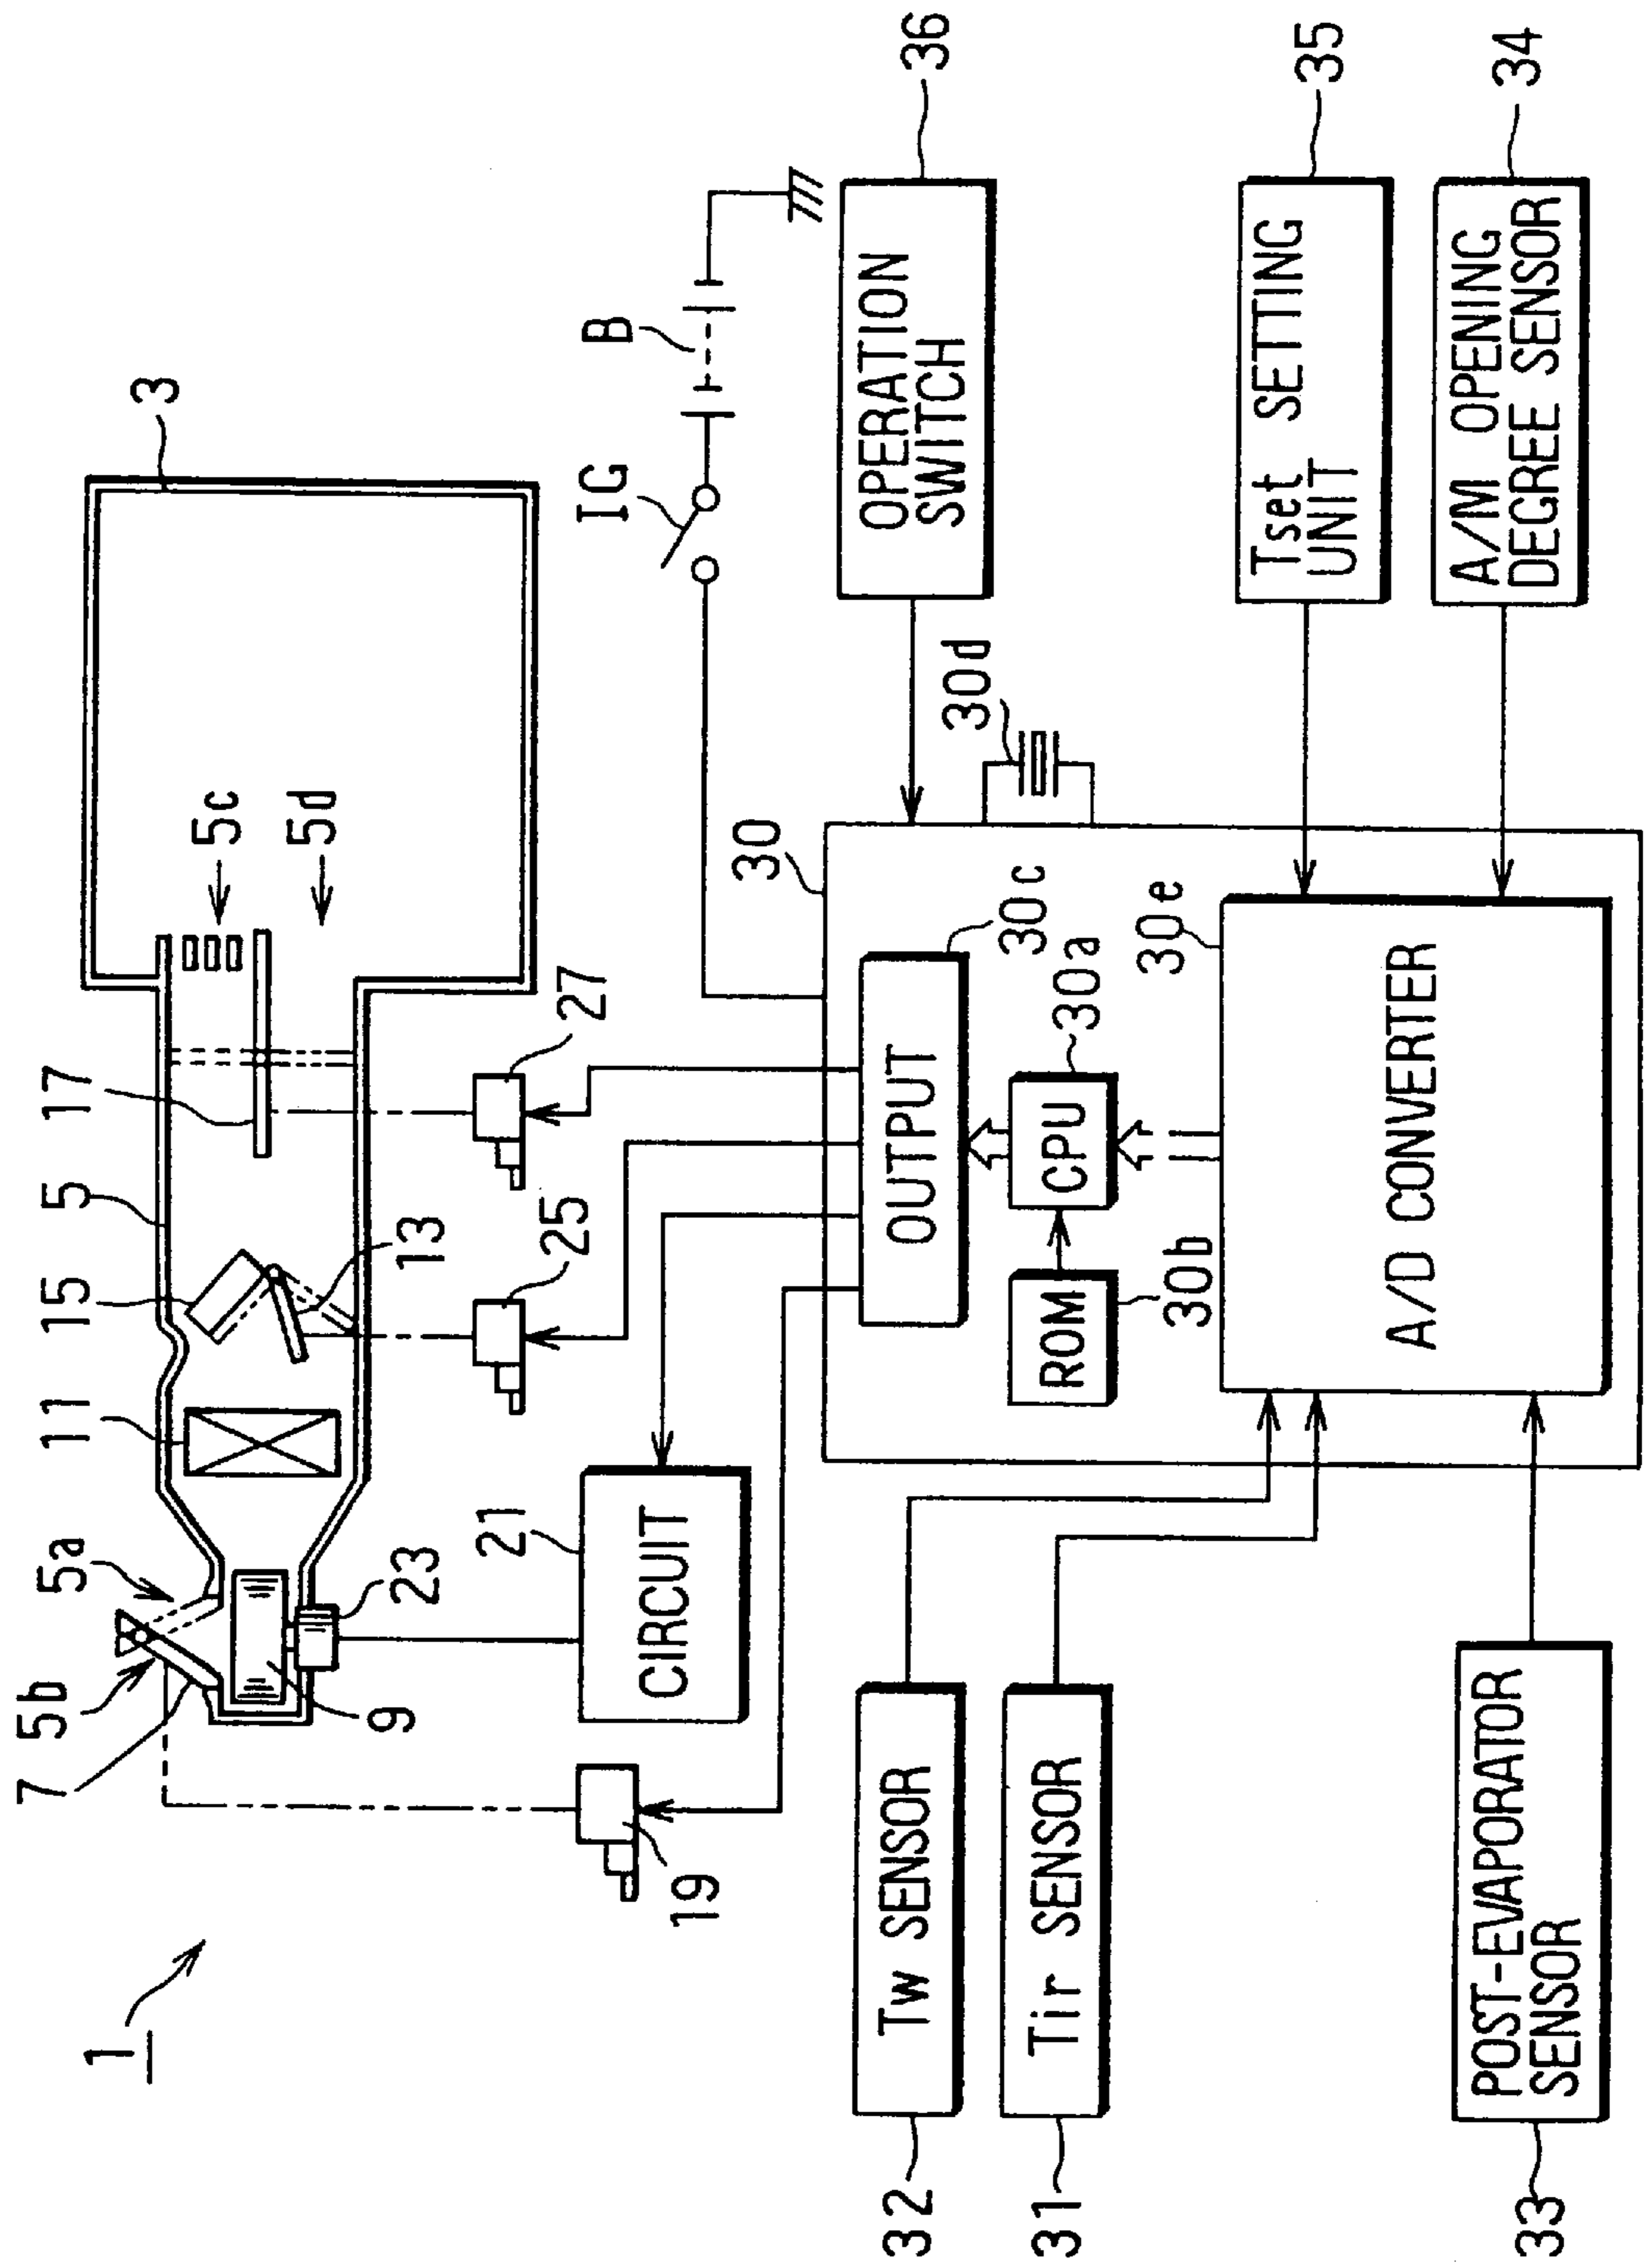 1
7
5b
5a
9
23
11
15
13
5
17
5c
5d
3
19
21
CIRCUIT
25
27
IG
B
30
OUTPUT
30c
CPU
30a
ROM
30b
30d
30e
A/D CONVERTER
OPERATION
SWITCH
36
Tset SETTING
UNIT
35
A/M OPENING
DEGREE SENSOR
34
32
Tw SENSOR
31
Tir SENSOR
33
POST-EVAPORATOR
SENSOR